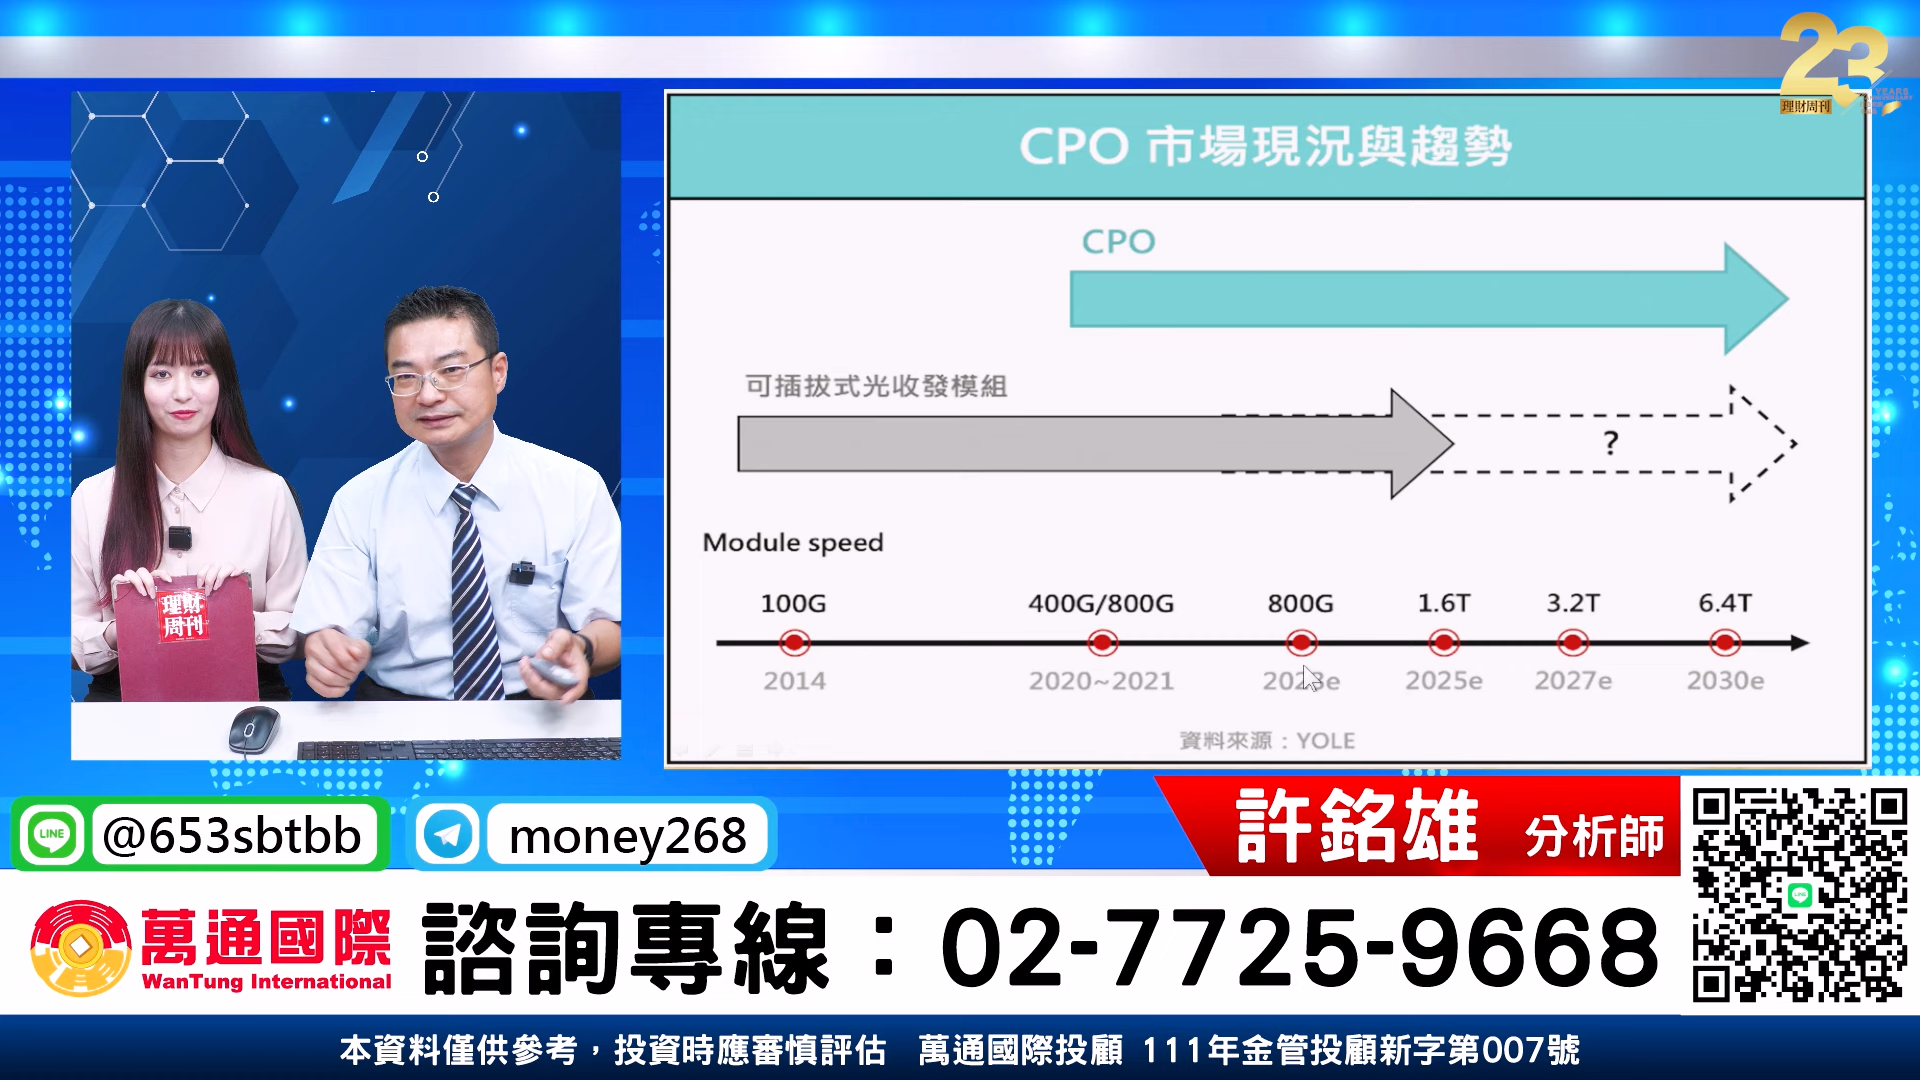 23
理財周刊
CPO 市場現況與趨勢
CPO
可插拔式光收發模組
?
Module speed
100G 400G/800G 800G 1.6T 3.2T 6.4T
2014 2020~2021 2023e 2025e 2027e 2030e
資料來源：YOLE
理財
周刊
LINE @653sbtbb money268
許銘雄 分析師
萬通國際
WanTung International
諮詢專線：02-7725-9668
本資料僅供參考，投資時應審慎評估 萬通國際投顧 111年金管投顧新字第007號